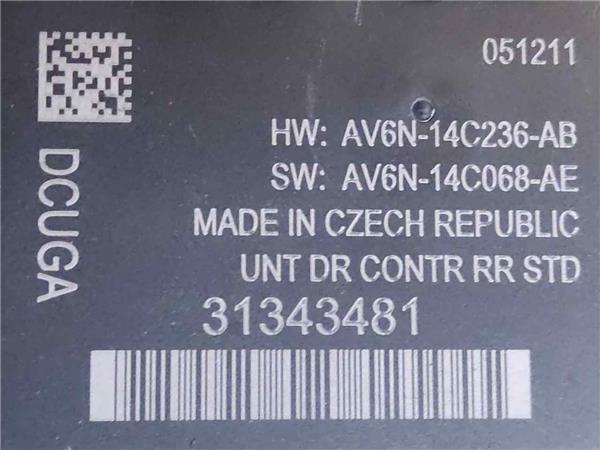 051211
HW: AV6N-14C236-AB
SW: AV6N-14C068-AE
MADE IN CZECH REPUBLIC
UNT DR CONTR RR STD
31343481
DCUGA